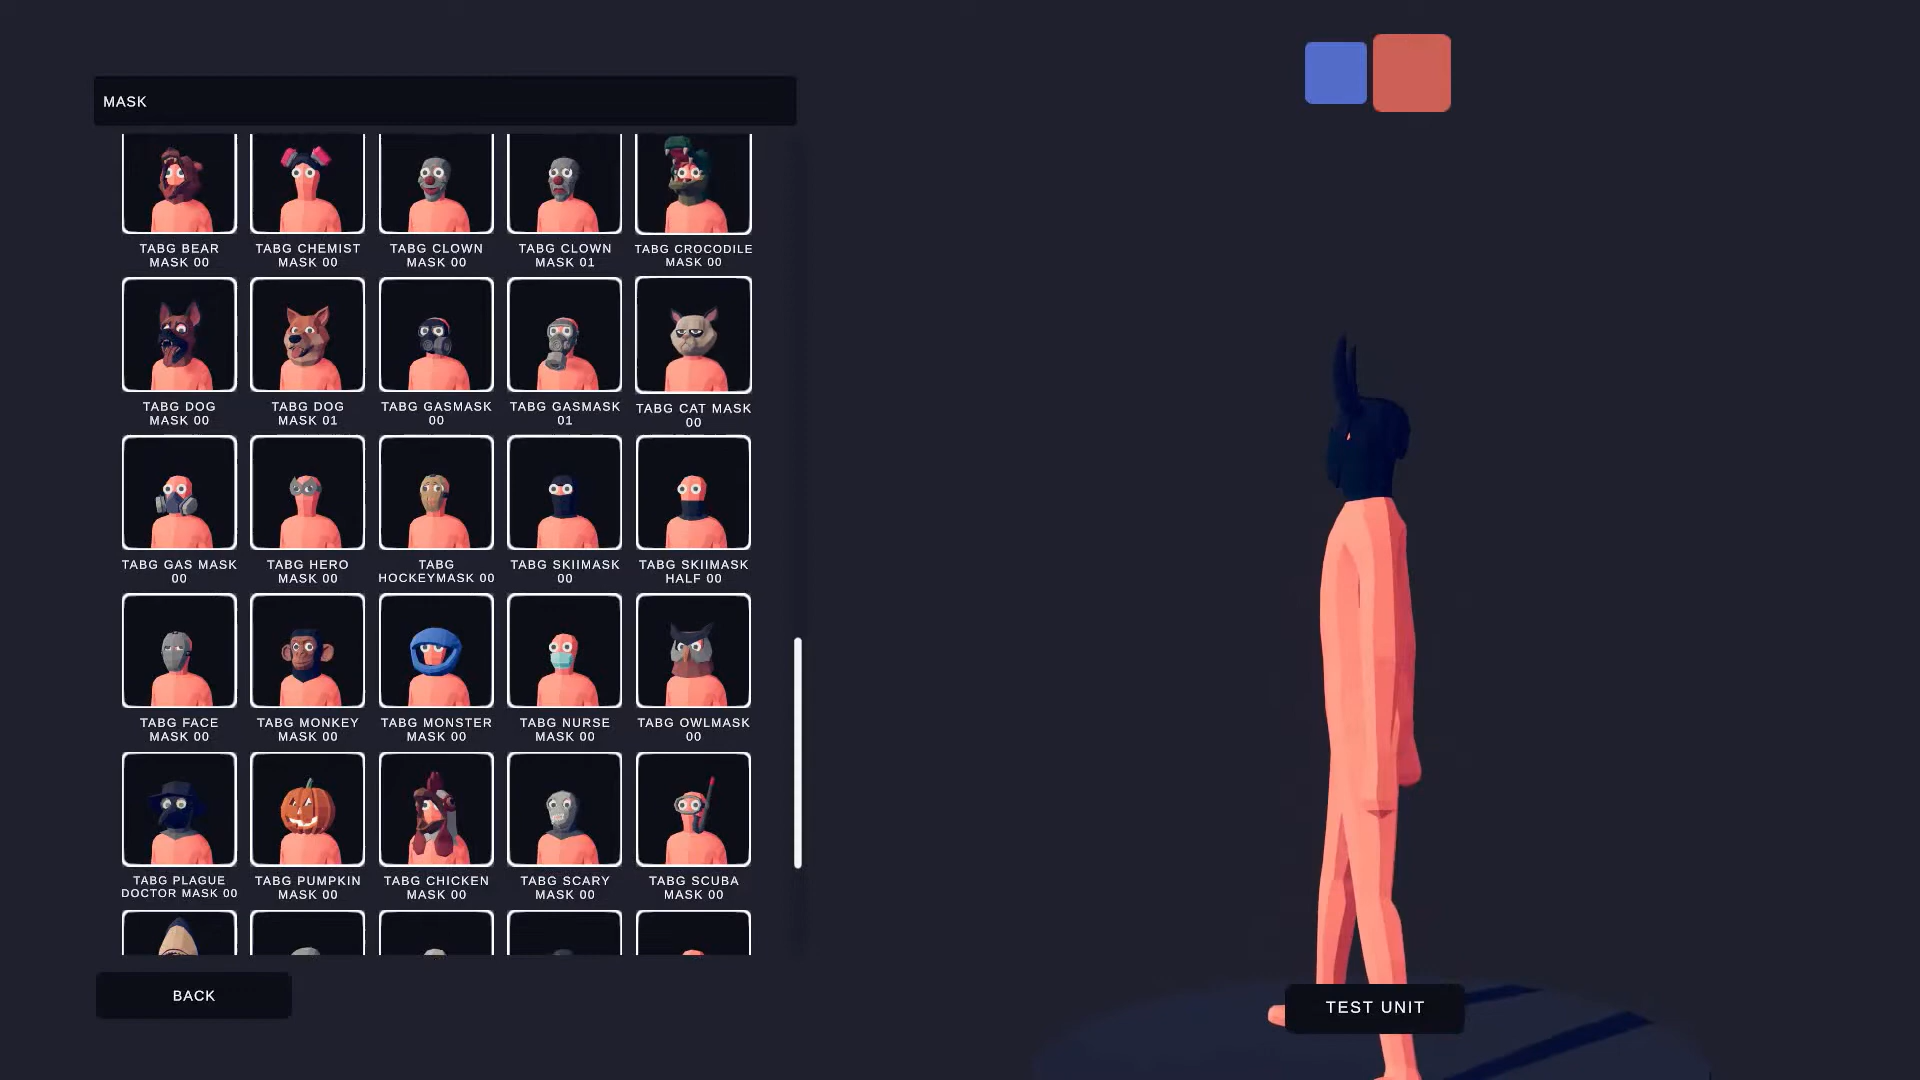 MASK
TABG BEAR
MASK 00
TABG CHEMIST
MASK 00
TABG CLOWN
MASK 00
TABG CLOWN
MASK 01
TABG CROCODILE
MASK 00
TABG DOG
MASK 00
TABG DOG
MASK 01
TABG GASMASK
00
TABG GASMASK
01
TABG CAT MASK
00
TABG GAS MASK
00
TABG HERO
MASK 00
TABG
HOCKEYMASK 00
TABG SKIIMASK
00
TABG SKIIMASK
HALF 00
TABG FACE
MASK 00
TABG MONKEY
MASK 00
TABG MONSTER
MASK 00
TABG NURSE
MASK 00
TABG OWLMASK
00
TABG PLAGUE
DOCTOR MASK 00
TABG PUMPKIN
MASK 00
TABG CHICKEN
MASK 00
TABG SCARY
MASK 00
TABG SCUBA
MASK 00
BACK
TEST UNIT